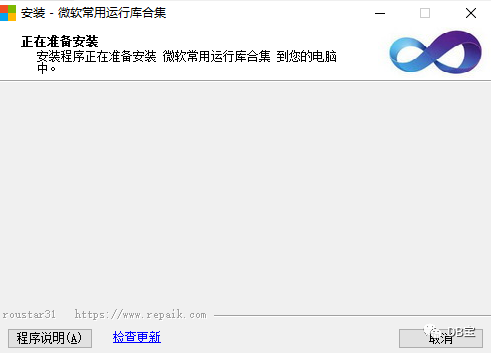 安装 - 微软常用运行库合集
正在准备安装
安装程序正在准备安装 微软常用运行库合集 到您的电脑
中。
roustar31 https://www.repaik.com
程序说明(A) 检查更新 取消
DB宝